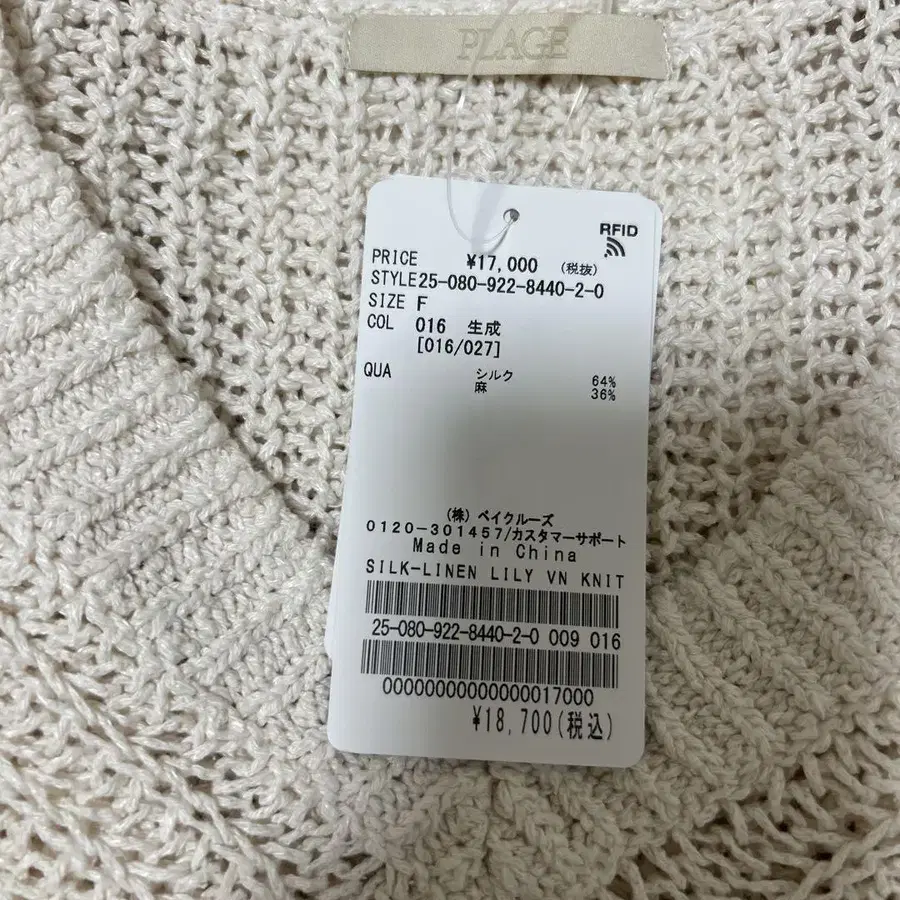 PLAGE
RFID
PRICE ¥17,000 (税抜)
STYLE25-080-922-8440-2-0
SIZE F
COL 016 生成
[016/027]
QUA シルク 64%
麻 36%
(株) ベイクルーズ
0120-301457/カスタマーサポート
Made in China
SILK-LINEN LILY VN KNIT
25-080-922-8440-2-0 009 016
00000000000000017000
¥18,700(税込)